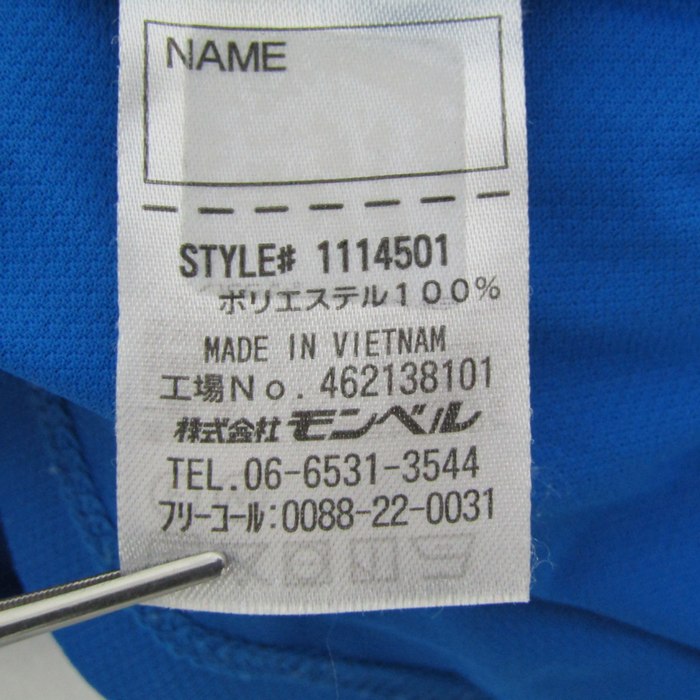 NAME
STYLE# 1114501
ポリエステル100%
MADE IN VIETNAM
工場No. 462138101
株式会社モンベル
TEL.06-6531-3544
フリーコール:0088-22-0031